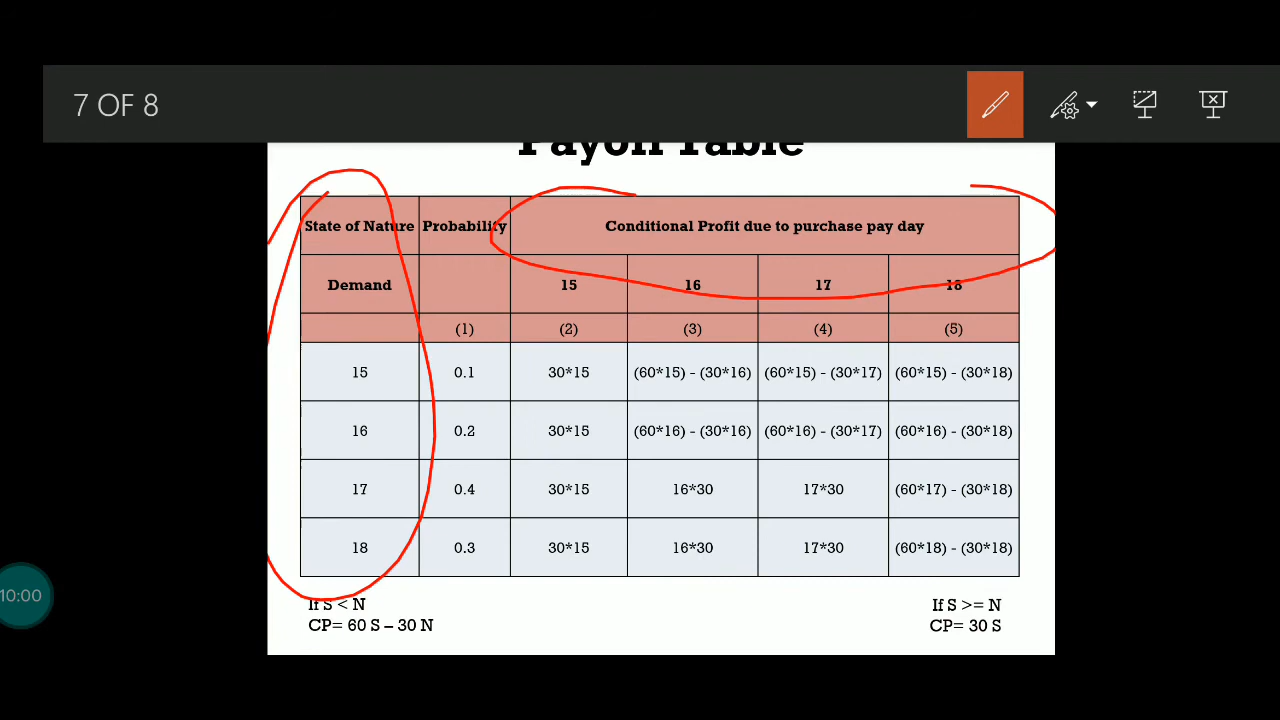 7 OF 8
Payoff Table
State of Nature Probability Conditional Profit due to purchase pay day
Demand 15 16 17 18
(1) (2) (3) (4) (5)
15 0.1 30*15 (60*15) - (30*16) (60*15) - (30*17) (60*15) - (30*18)
16 0.2 30*15 (60*16) - (30*16) (60*16) - (30*17) (60*16) - (30*18)
17 0.4 30*15 16*30 17*30 (60*17) - (30*18)
18 0.3 30*15 16*30 17*30 (60*18) - (30*18)
If S < N If S >= N
CP= 60 S – 30 N CP= 30 S
10:00